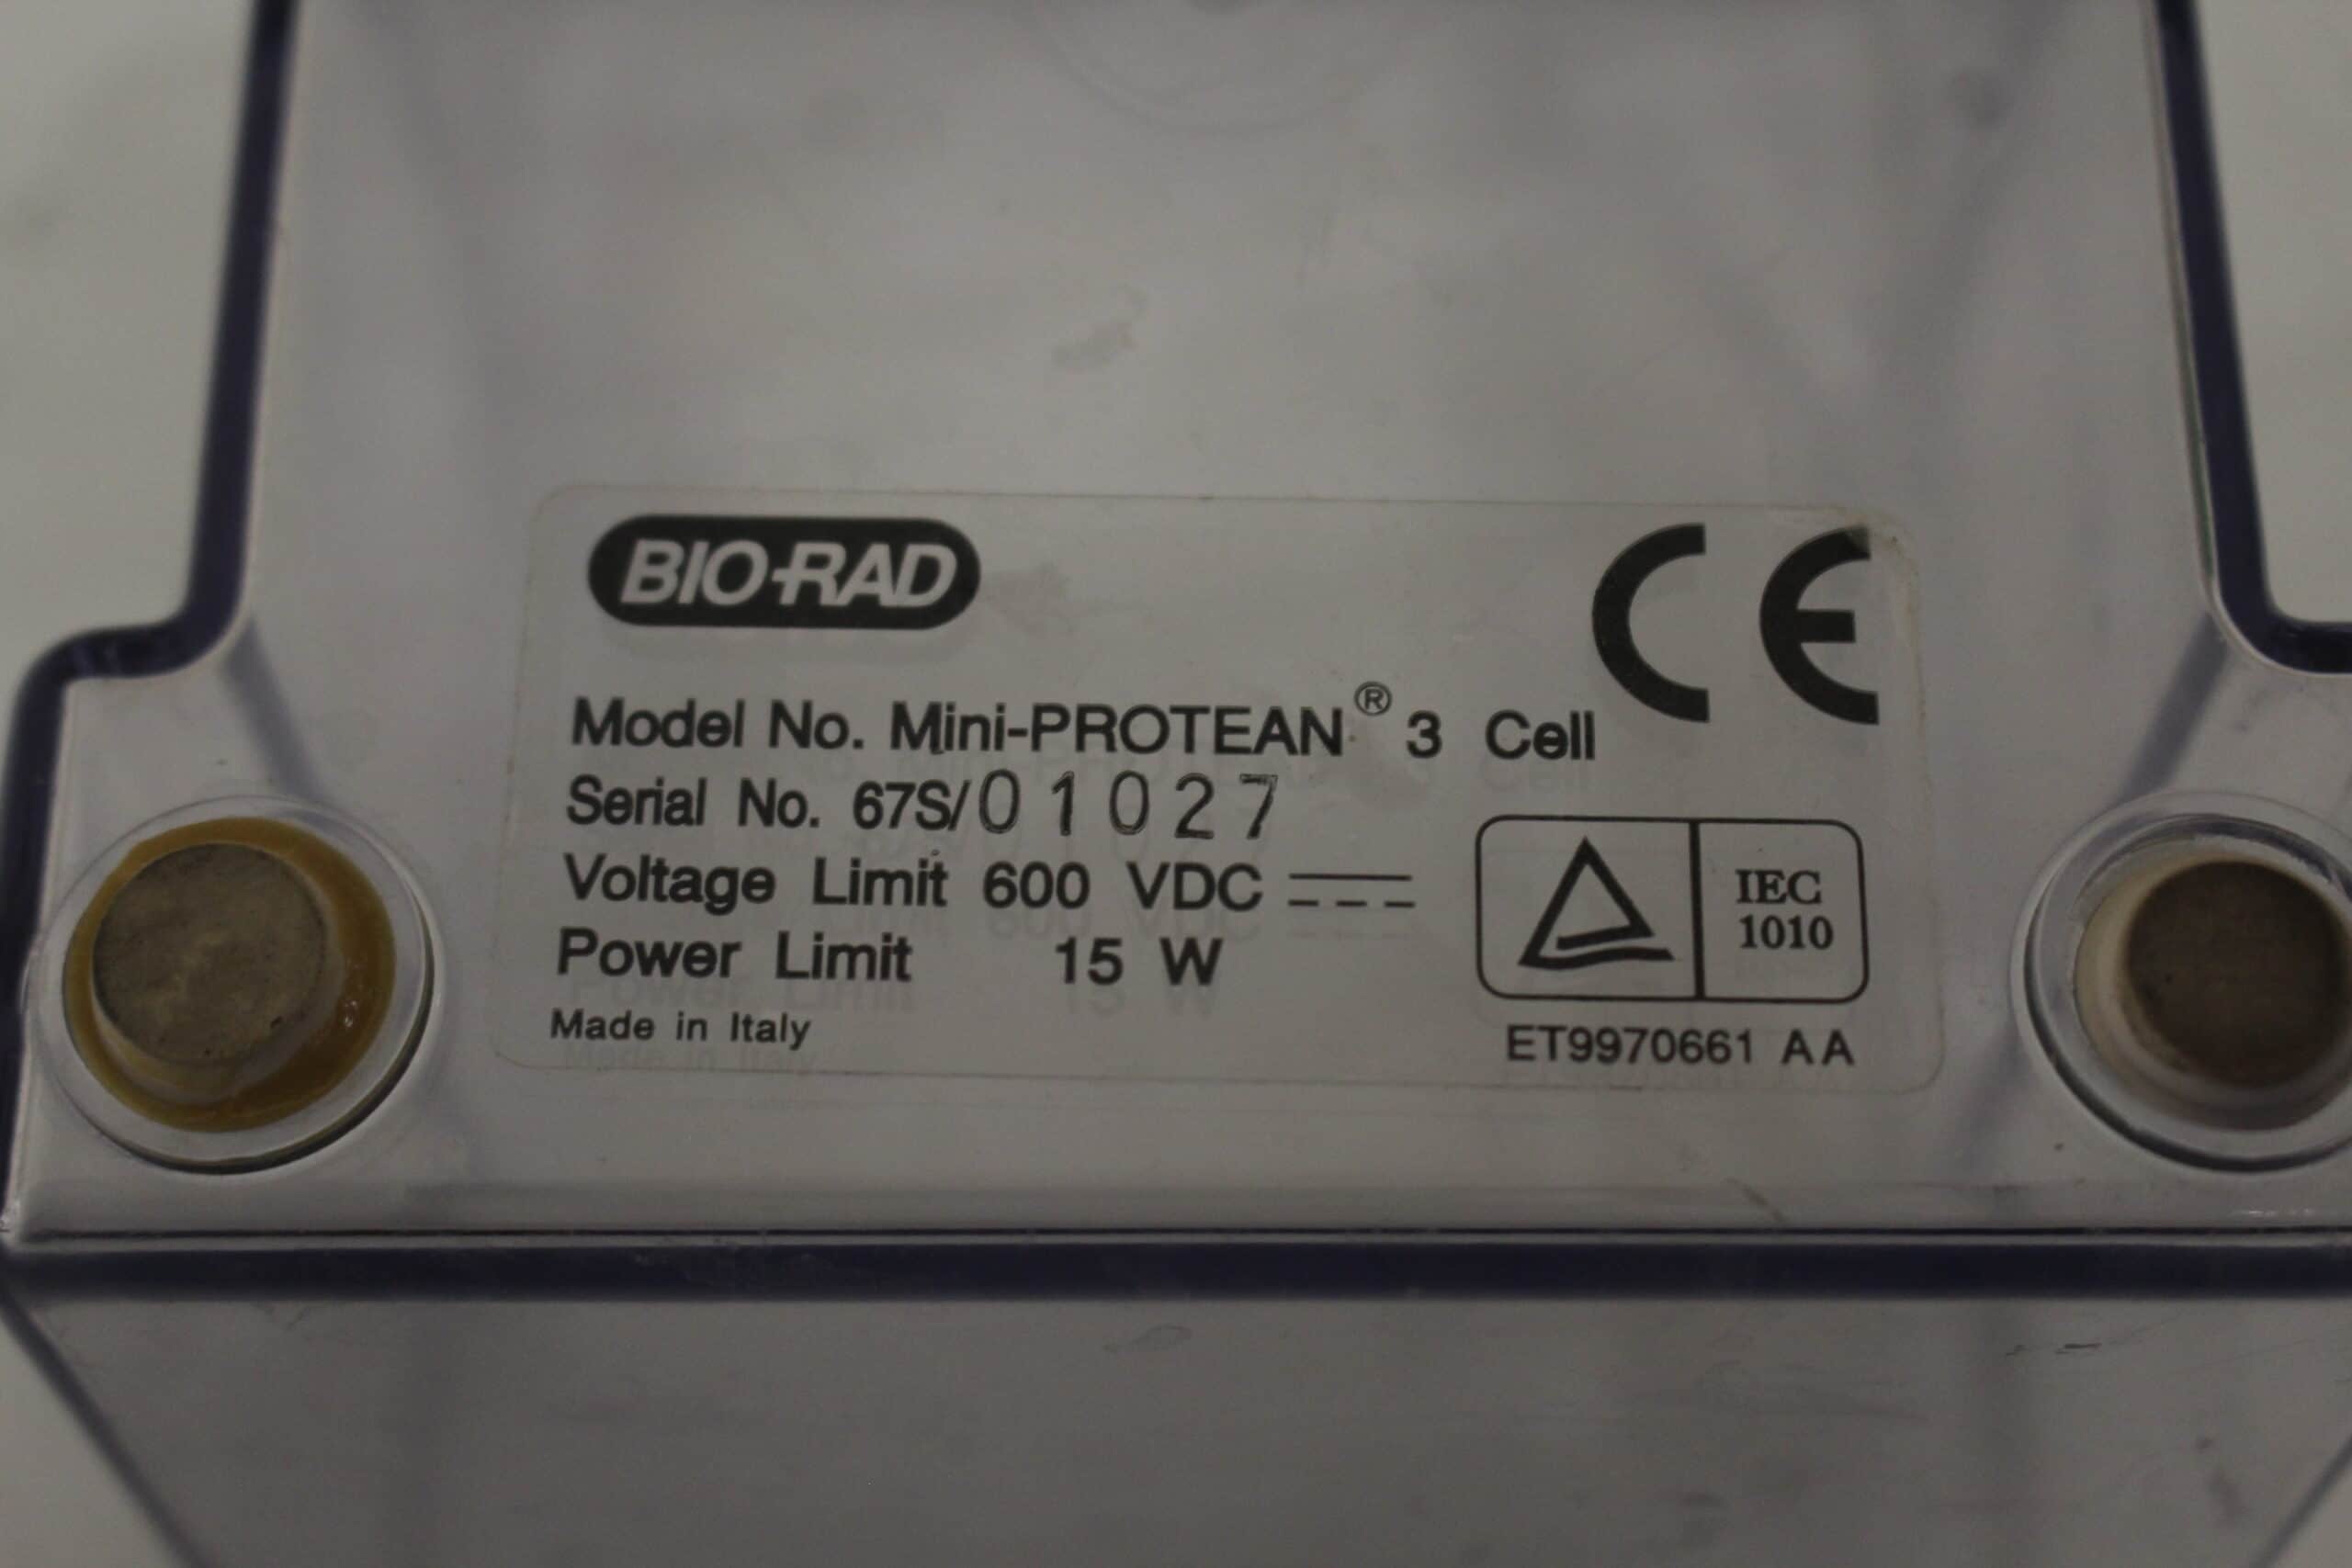 BIO-RAD
CE
Model No. Mini-PROTEAN® 3 Cell
Serial No. 67S/01027
Voltage Limit 600 VDC
Power Limit 15 W
Made in Italy
IEC
1010
ET9970661 AA